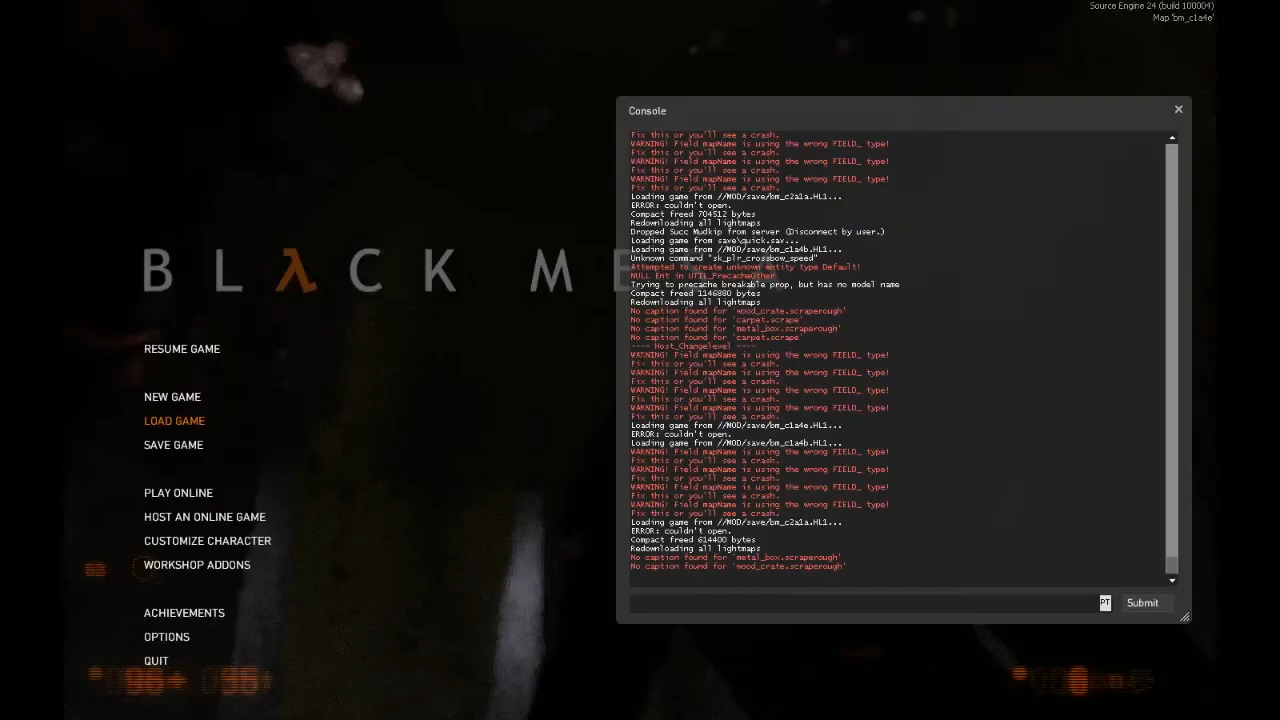 Source Engine 24 (build 100004)
Map 'bm_c1a4e'
BLλCK ME
RESUME GAME
NEW GAME
LOAD GAME
SAVE GAME
PLAY ONLINE
HOST AN ONLINE GAME
CUSTOMIZE CHARACTER
WORKSHOP ADDONS
ACHIEVEMENTS
OPTIONS
QUIT
Console
Fix this or you'll see a crash.
WARNING! Field mapName is using the wrong FIELD_ type!
Fix this or you'll see a crash.
WARNING! Field mapName is using the wrong FIELD_ type!
Fix this or you'll see a crash.
WARNING! Field mapName is using the wrong FIELD_ type!
Fix this or you'll see a crash.
Loading game from //MOD/save/bm_c2a1a.HL1...
ERROR: couldn't open.
Compact freed 704512 bytes
Redownloading all lightmaps
Dropped Succ Mudkip from server (Disconnect by user.)
Loading game from save\quick.sav...
Loading game from //MOD/save/bm_c1a4b.HL1...
Unknown command "sk_plr_crossbow_speed"
Attempted to create unknown entity type Default!
NULL Ent in UTIL_PrecacheOther
Trying to precache breakable prop, but has no model name
Compact freed 1146880 bytes
Redownloading all lightmaps
No caption found for 'wood_crate.scraperough'
No caption found for 'carpet.scrape'
No caption found for 'metal_box.scraperough'
No caption found for 'carpet.scrape'
---- Host_Changelevel ----
WARNING! Field mapName is using the wrong FIELD_ type!
Fix this or you'll see a crash.
WARNING! Field mapName is using the wrong FIELD_ type!
Fix this or you'll see a crash.
WARNING! Field mapName is using the wrong FIELD_ type!
Fix this or you'll see a crash.
WARNING! Field mapName is using the wrong FIELD_ type!
Fix this or you'll see a crash.
Loading game from //MOD/save/bm_c1a4e.HL1...
ERROR: couldn't open.
Loading game from //MOD/save/bm_c1a4b.HL1...
WARNING! Field mapName is using the wrong FIELD_ type!
Fix this or you'll see a crash.
WARNING! Field mapName is using the wrong FIELD_ type!
Fix this or you'll see a crash.
WARNING! Field mapName is using the wrong FIELD_ type!
Fix this or you'll see a crash.
WARNING! Field mapName is using the wrong FIELD_ type!
Fix this or you'll see a crash.
Loading game from //MOD/save/bm_c2a1a.HL1...
ERROR: couldn't open.
Compact freed 614400 bytes
Redownloading all lightmaps
No caption found for 'metal_box.scraperough'
No caption found for 'wood_crate.scraperough'
PT
Submit